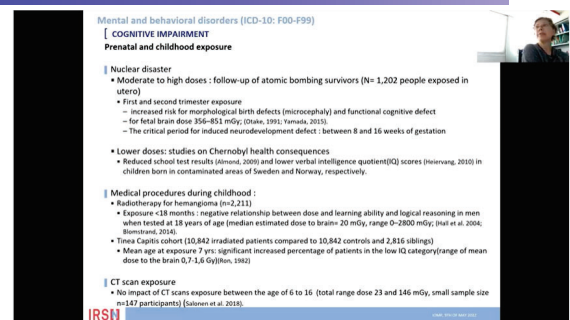 Mental and behavioral disorders (ICD-10: F00-F99)
[ COGNITIVE IMPAIRMENT
Prenatal and childhood exposure
Nuclear disaster
• Moderate to high doses : follow-up of atomic bombing survivors (N= 1,202 people exposed in
utero)
• First and second trimester exposure
– increased risk for morphological birth defects (microcephaly) and functional cognitive defect
– for fetal brain dose 356–851 mGy; (Otake, 1991; Yamada, 2015).
– The critical period for induced neurodevelopment defect : between 8 and 16 weeks of gestation
• Lower doses: studies on Chernobyl health consequences
• Reduced school test results (Almond, 2009) and lower verbal intelligence quotient(IQ) scores (Heiervang, 2010) in
children born in contaminated areas of Sweden and Norway, respectively.
Medical procedures during childhood :
• Radiotherapy for hemangioma (n=2,211)
• Exposure <18 months : negative relationship between dose and learning ability and logical reasoning in men
when tested at 18 years of age (median estimated dose to brain= 20 mGy, range 0–2800 mGy; (Hall et al. 2004;
Blomstrand, 2014).
• Tinea Capitis cohort (10,842 irradiated patients compared to 10,842 controls and 2,816 siblings)
• Mean age at exposure 7 yrs: significant increased percentage of patients in the low IQ category(range of mean
dose to the brain 0,7-1,6 Gy)(Ron, 1982)
CT scan exposure
• No impact of CT scans exposure between the age of 6 to 16 (total range dose 23 and 146 mGy, small sample size
n=147 participants) (Salonen et al. 2018).
IRSN